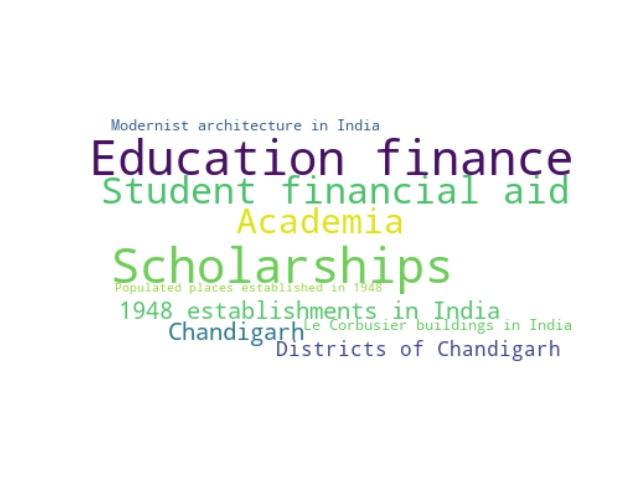 Modernist architecture in India
Education finance
Student financial aid
Academia
Scholarships
Populated places established in 1948
1948 establishments in India
Le Corbusier buildings in India
Chandigarh
Districts of Chandigarh